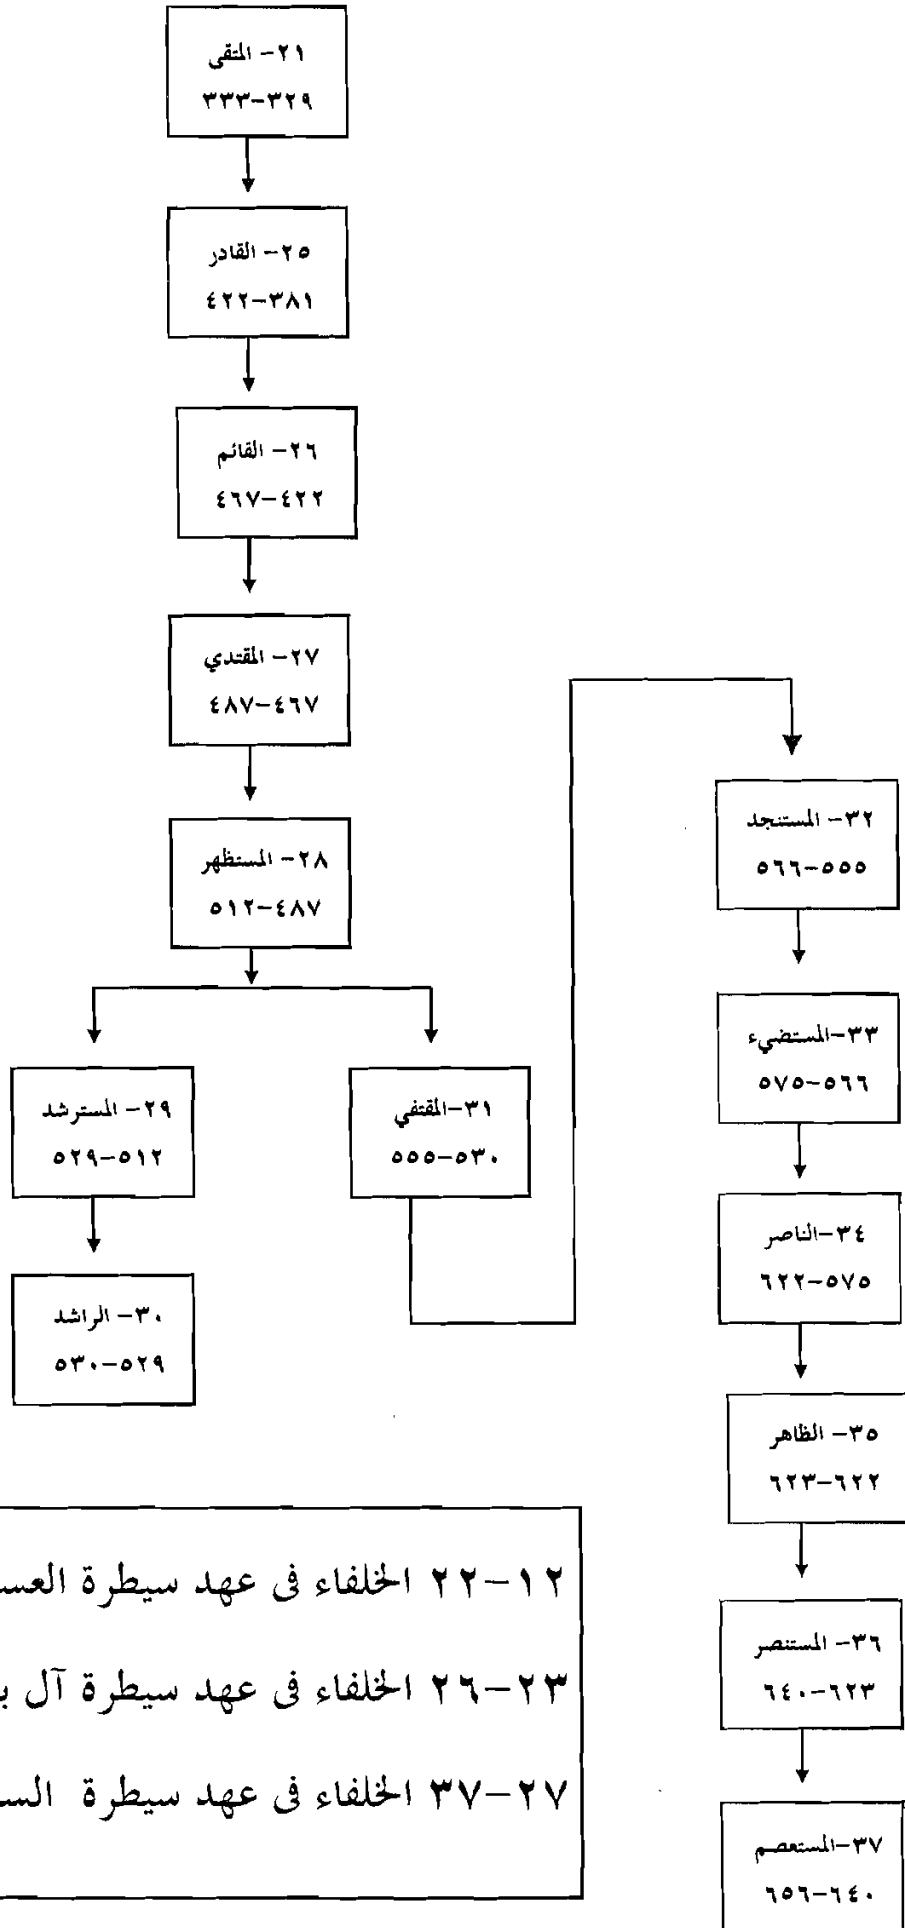 ٢١- المتقى
٣٢٩-٣٣٣
٢٥- القادر
٣٨١-٤٢٢
٢٦- القائم
٤٢٢-٤٦٧
٢٧- المقتدي
٤٦٧-٤٨٧
٢٨- المستظهر
٤٨٧-٥١٢
٢٩- المسترشد
٥١٢-٥٢٩
٣٠- الراشد
٥٢٩-٥٣٠
٣١-المقتفي
٥٣٠-٥٥٥
٣٢- المستنجد
٥٥٥-٥٦٦
٣٣-المستضيء
٥٦٦-٥٧٥
٣٤-الناصر
٥٧٥-٦٢٢
٣٥- الظاهر
٦٢٢-٦٢٣
٣٦- المستنصر
٦٢٣-٦٤٠
٣٧-المستعصم
٦٤٠-٦٥٦
١٢-٢٢ الخلفاء فى عهد سيطرة
٢٣-٢٦ الخلفاء فى عهد سيطرة آل
٢٧-٣٧ الخلفاء فى عهد سيطرة